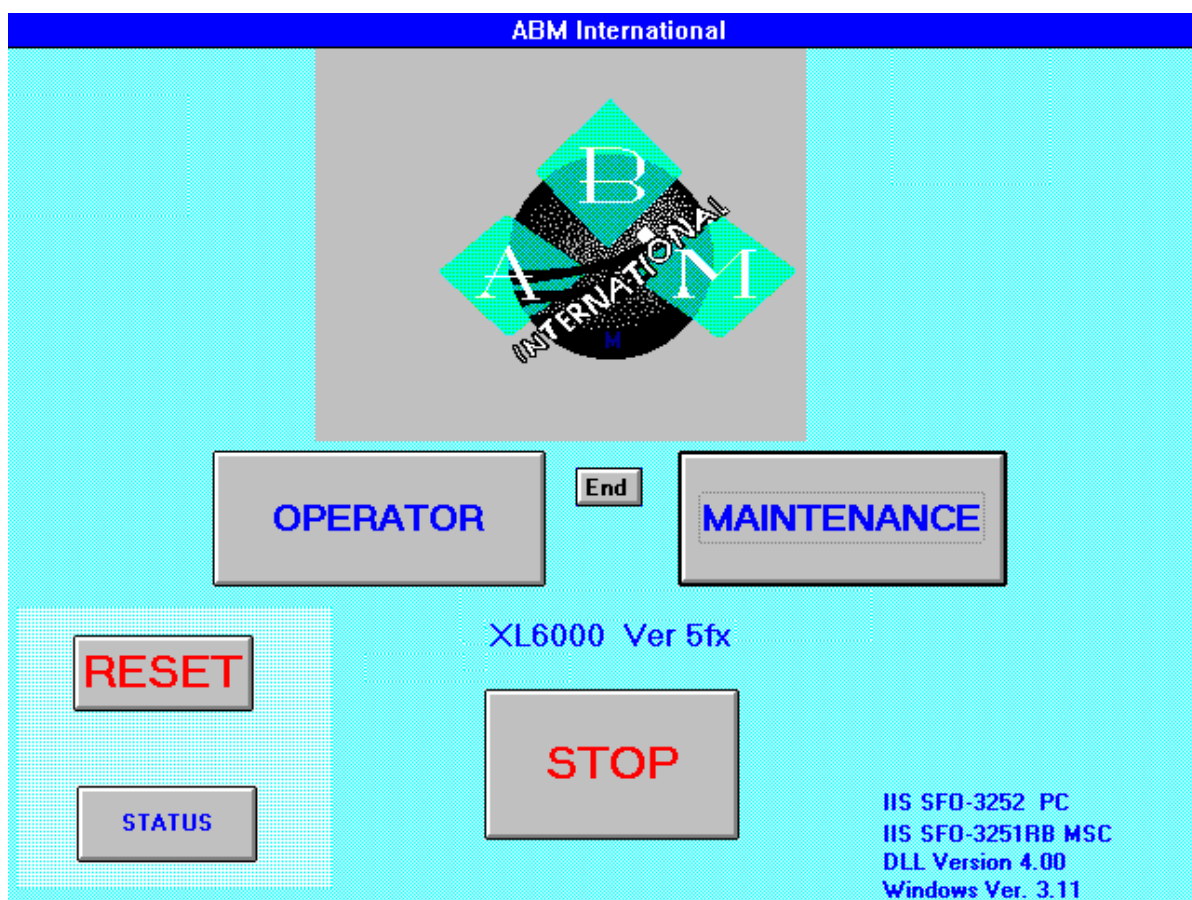 ABM International
B
A
M
INTERNATIONAL
M
OPERATOR
End
MAINTENANCE
XL6000 Ver 5fx
RESET
STOP
STATUS
IIS SFO-3252 PC
IIS SFO-3251RB MSC
DLL Version 4.00
Windows Ver. 3.11